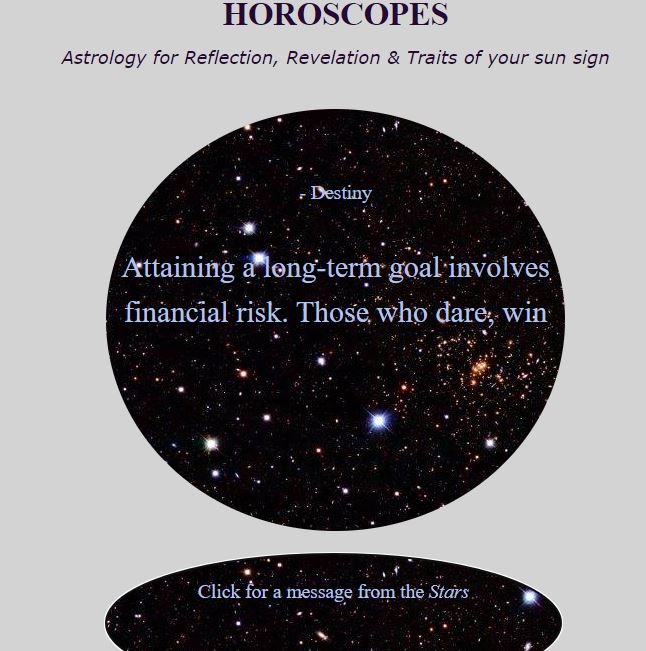 HOROSCOPES
Astrology for Reflection, Revelation & Traits of your sun sign
- Destiny
Attaining a long-term goal involves
financial risk. Those who dare, win
Click for a message from the Stars